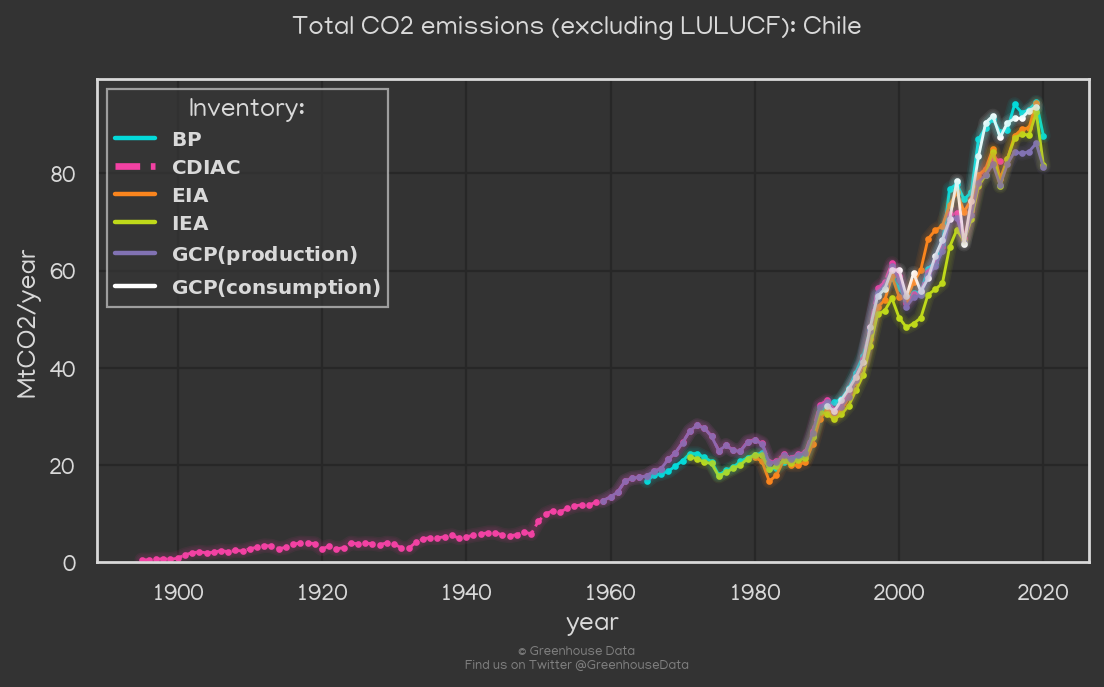 Total CO2 emissions (excluding LULUCF): Chile
Inventory:
BP
CDIAC
EIA
IEA
GCP(production)
GCP(consumption)
MtCO2/year
80
60
40
20
0
1900 1920 1940 1960 1980 2000 2020
year
© Greenhouse Data
Find us on Twitter @GreenhouseData